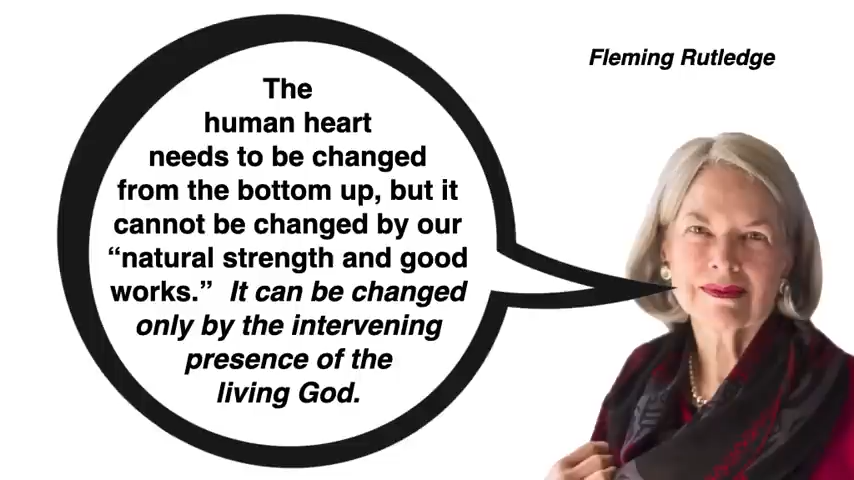 Fleming Rutledge
The
human heart
needs to be changed
from the bottom up, but it
cannot be changed by our
“natural strength and good
works.” It can be changed
only by the intervening
presence of the
living God.